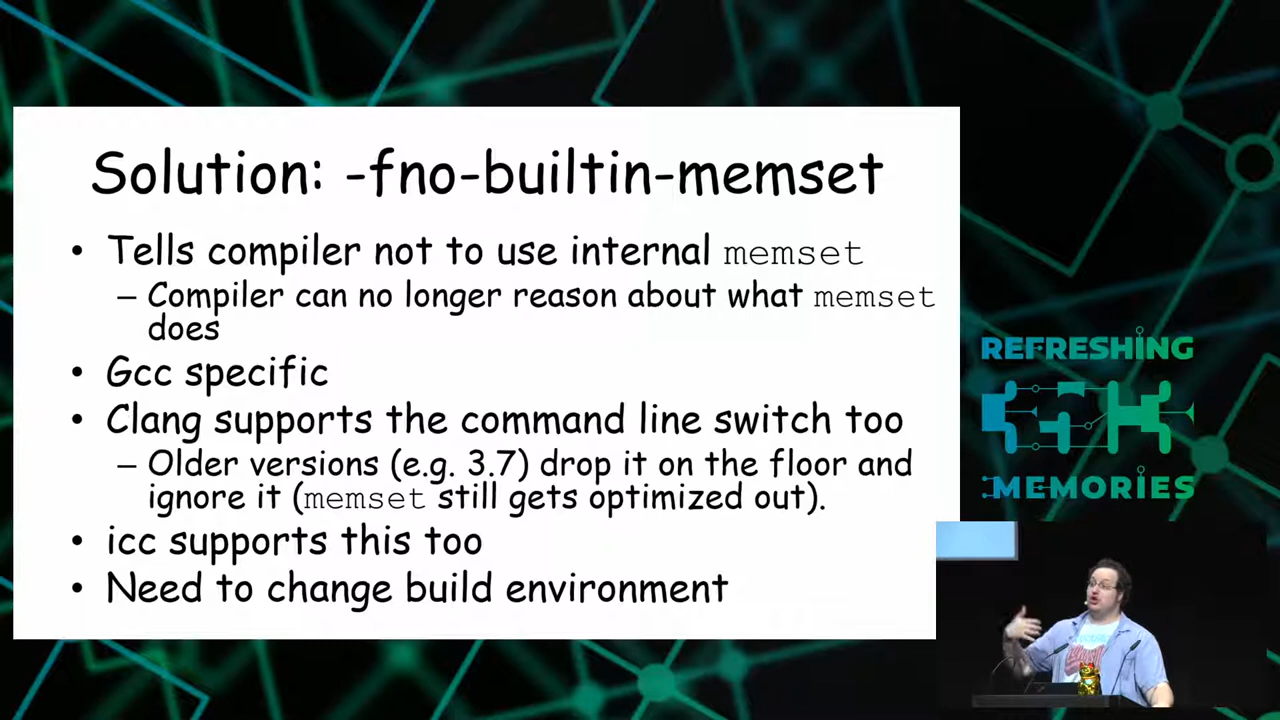 Solution: -fno-builtin-memset
• Tells compiler not to use internal memset
– Compiler can no longer reason about what memset
does
• Gcc specific
• Clang supports the command line switch too
– Older versions (e.g. 3.7) drop it on the floor and
ignore it (memset still gets optimized out).
• icc supports this too
• Need to change build environment
REFRESHING
:MEMORIES